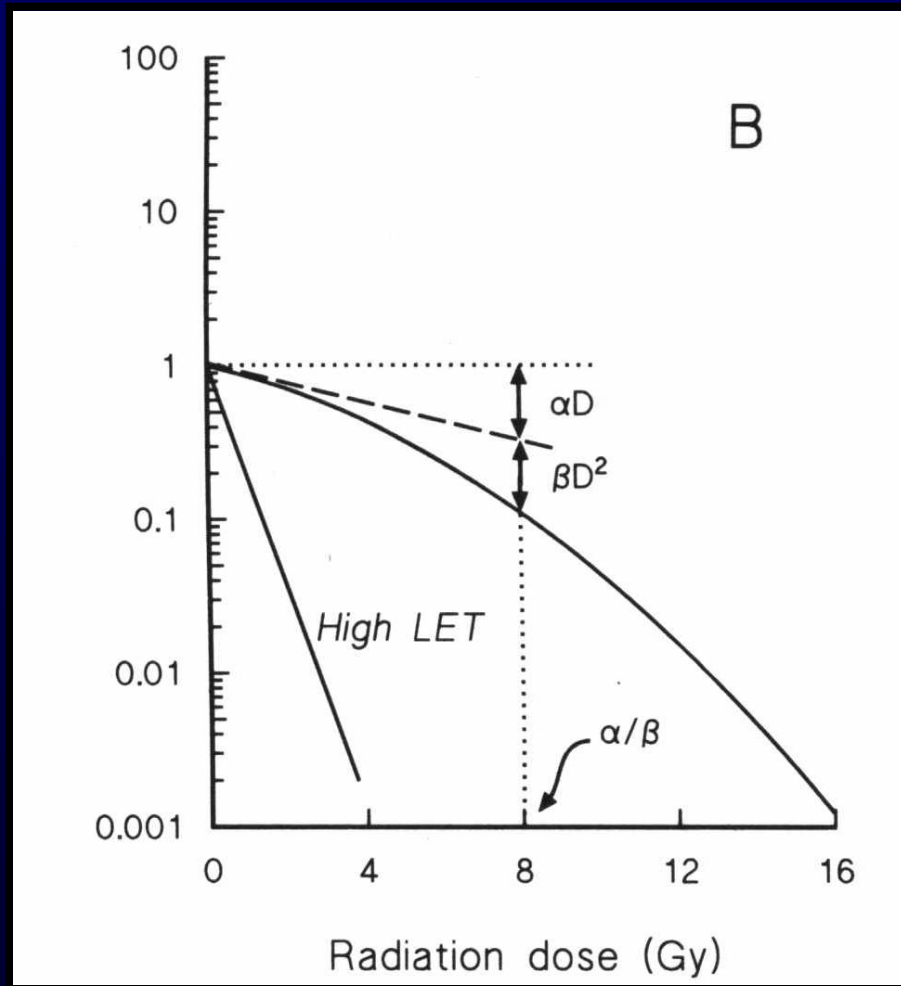 100
B
10
1
αD
βD²
0.1
High LET
0.01
α/β
0.001
0 4 8 12 16
Radiation dose (Gy)